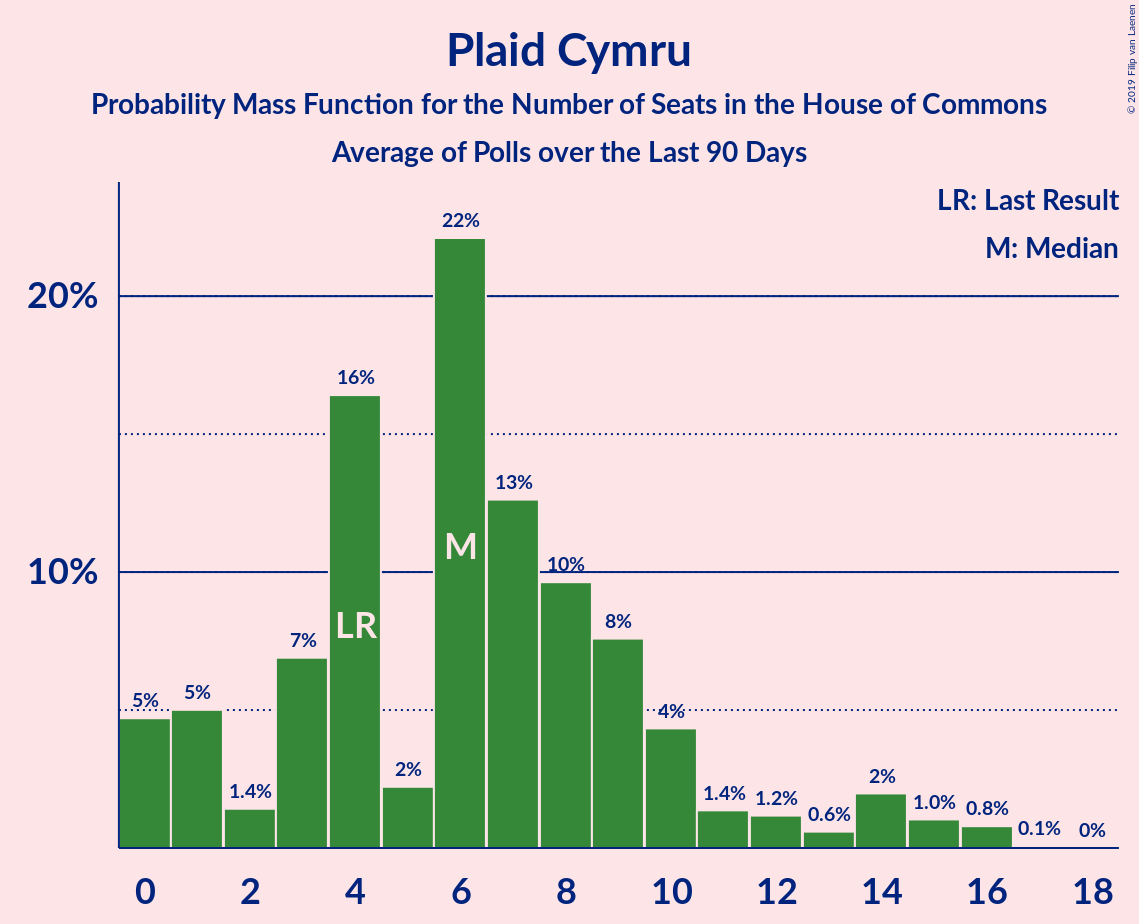 Plaid Cymru
Probability Mass Function for the Number of Seats in the House of Commons
Average of Polls over the Last 90 Days
© 2019 Filip van Laenen
LR: Last Result
M: Median
20%
10%
5%
5%
1.4%
7%
16%
2%
22%
13%
10%
8%
4%
1.4%
1.2%
0.6%
2%
1.0%
0.8%
0.1%
0%
LR
M
0 2 4 6 8 10 12 14 16 18